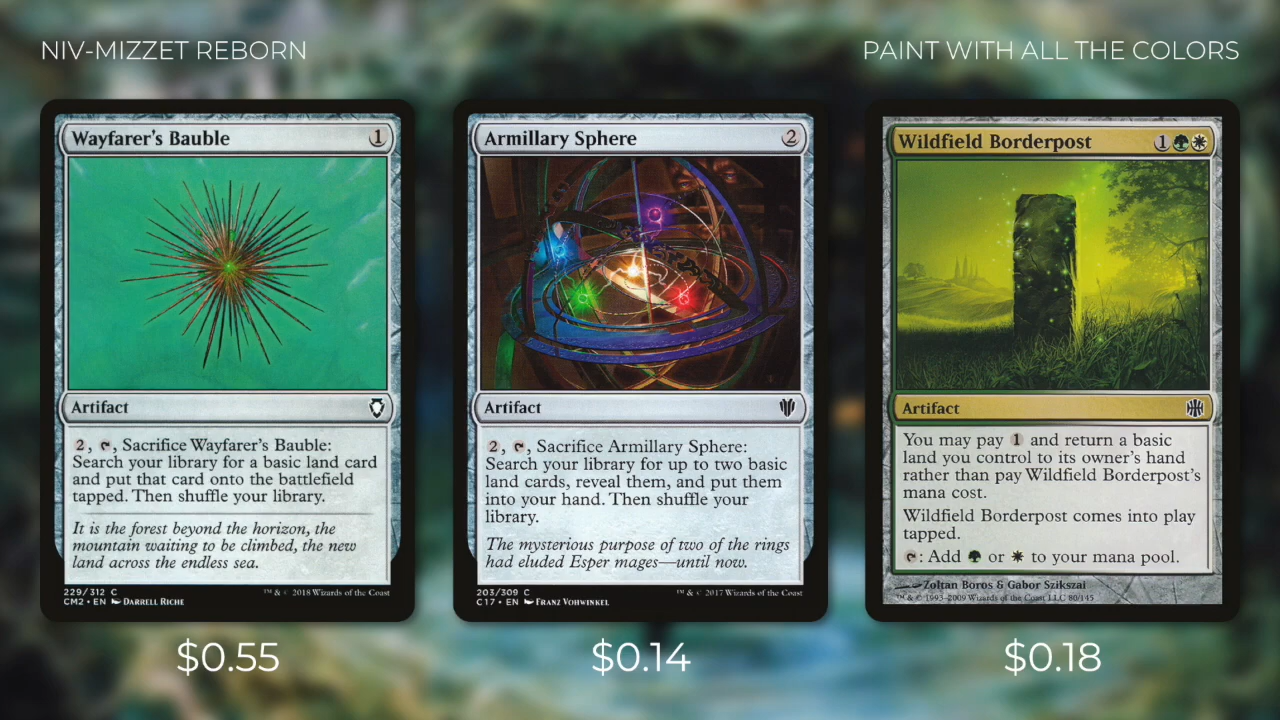 NIV-MIZZET REBORN
PAINT WITH ALL THE COLORS
Wayfarer's Bauble 1
Artifact
2, , Sacrifice Wayfarer's Bauble:
Search your library for a basic land card
and put that card onto the battlefield
tapped. Then shuffle your library.
It is the forest beyond the horizon, the
mountain waiting to be climbed, the new
land across the endless sea.
229/312 C
CM2 • EN DARRELL RICHE
™ & © 2018 Wizards of the Coast
$0.55
Armillary Sphere 2
Artifact
2, , Sacrifice Armillary Sphere:
Search your library for up to two basic
land cards, reveal them, and put them
into your hand. Then shuffle your
library.
The mysterious purpose of two of the rings
had eluded Esper mages—until now.
203/309 C
C17 • EN FRANZ VOHWINKEL
™ & © 2017 Wizards of the Coast
$0.14
Wildfield Borderpost 1
Artifact
You may pay 1 and return a basic
land you control to its owner's hand
rather than pay Wildfield Borderpost's
mana cost.
Wildfield Borderpost comes into play
tapped.
: Add or to your mana pool.
Zoltan Boros & Gabor Szikszai
™ & © 1993–2009 Wizards of the Coast LLC 80/145
$0.18